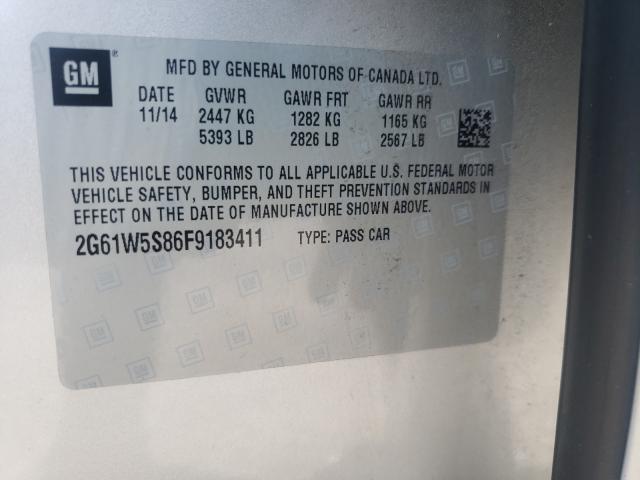 GM
MFD BY GENERAL MOTORS OF CANADA LTD.
DATE GVWR GAWR FRT GAWR RR
11/14 2447 KG 1282 KG 1165 KG
5393 LB 2826 LB 2567 LB
THIS VEHICLE CONFORMS TO ALL APPLICABLE U.S. FEDERAL MOTOR
VEHICLE SAFETY, BUMPER, AND THEFT PREVENTION STANDARDS IN
EFFECT ON THE DATE OF MANUFACTURE SHOWN ABOVE.
2G61W5S86F9183411 TYPE: PASS CAR